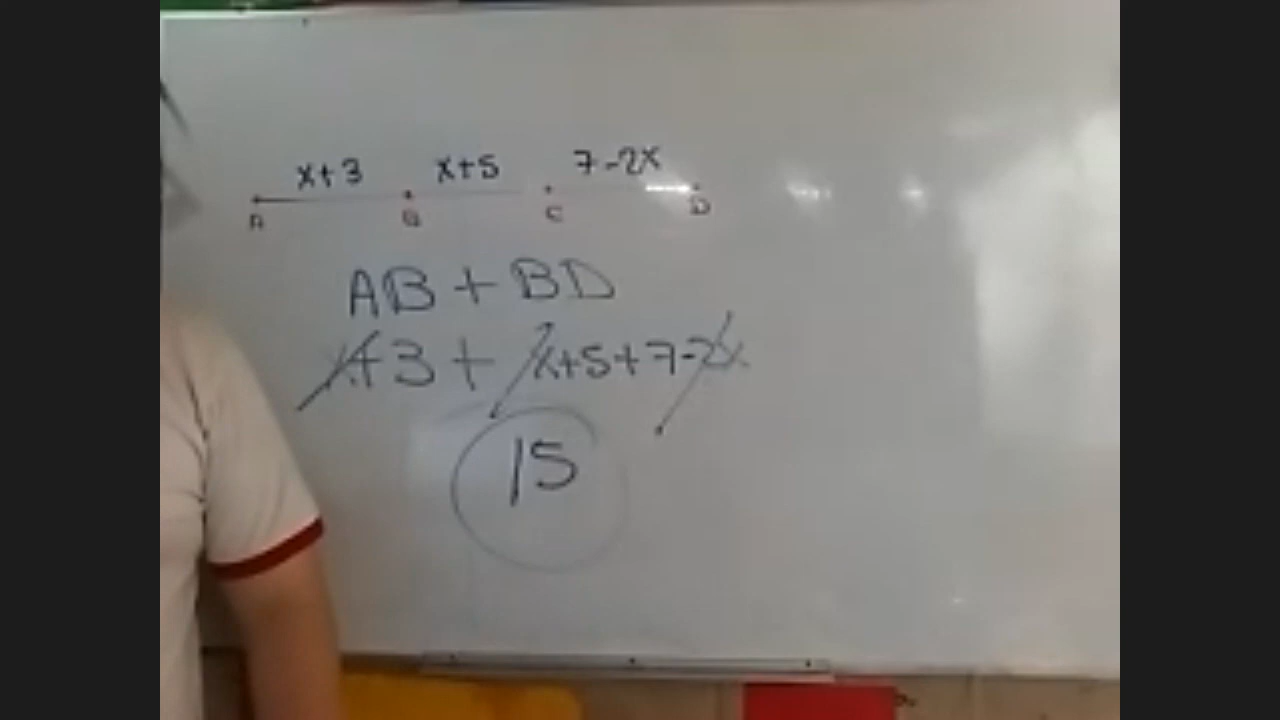 x+3 x+5 7-2x
A B C D
AB + BD
x+3 + x+5+7-2x
15